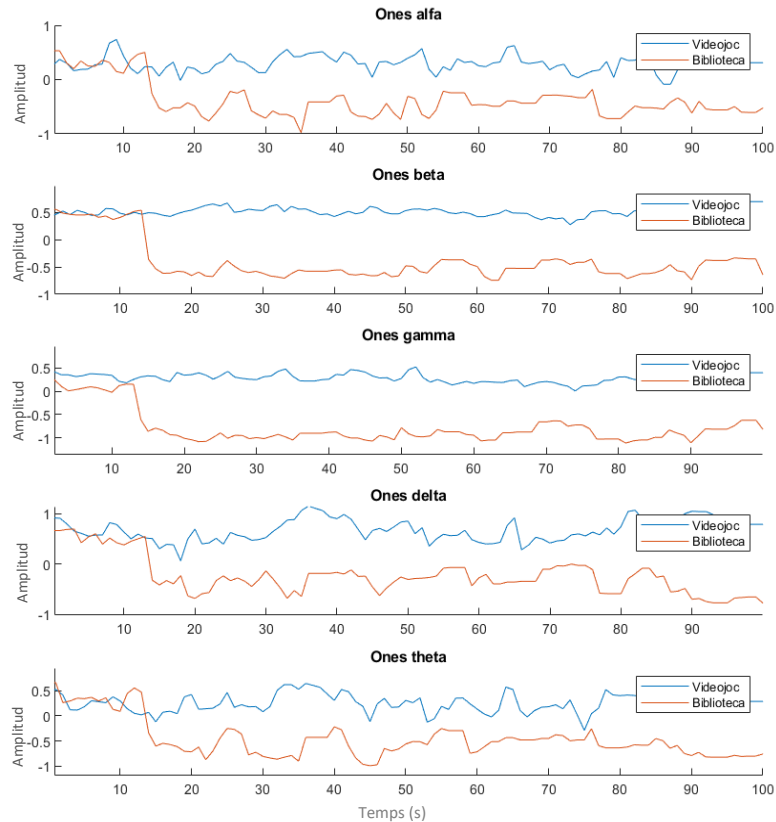 Ones alfa
1
0
-1
Amplitud
Videojoc
Biblioteca
10 20 30 40 50 60 70 80 90 100
Ones beta
0.5
0
-0.5
-1
Amplitud
Videojoc
Biblioteca
10 20 30 40 50 60 70 80 90 100
Ones gamma
0.5
0
-0.5
-1
Amplitud
Videojoc
Biblioteca
10 20 30 40 50 60 70 80 90
Ones delta
1
0
-1
Amplitud
Videojoc
Biblioteca
10 20 30 40 50 60 70 80 90
Ones theta
0.5
0
-0.5
-1
Amplitud
Videojoc
Biblioteca
10 20 30 40 50 60 70 80 90 100
Temps (s)